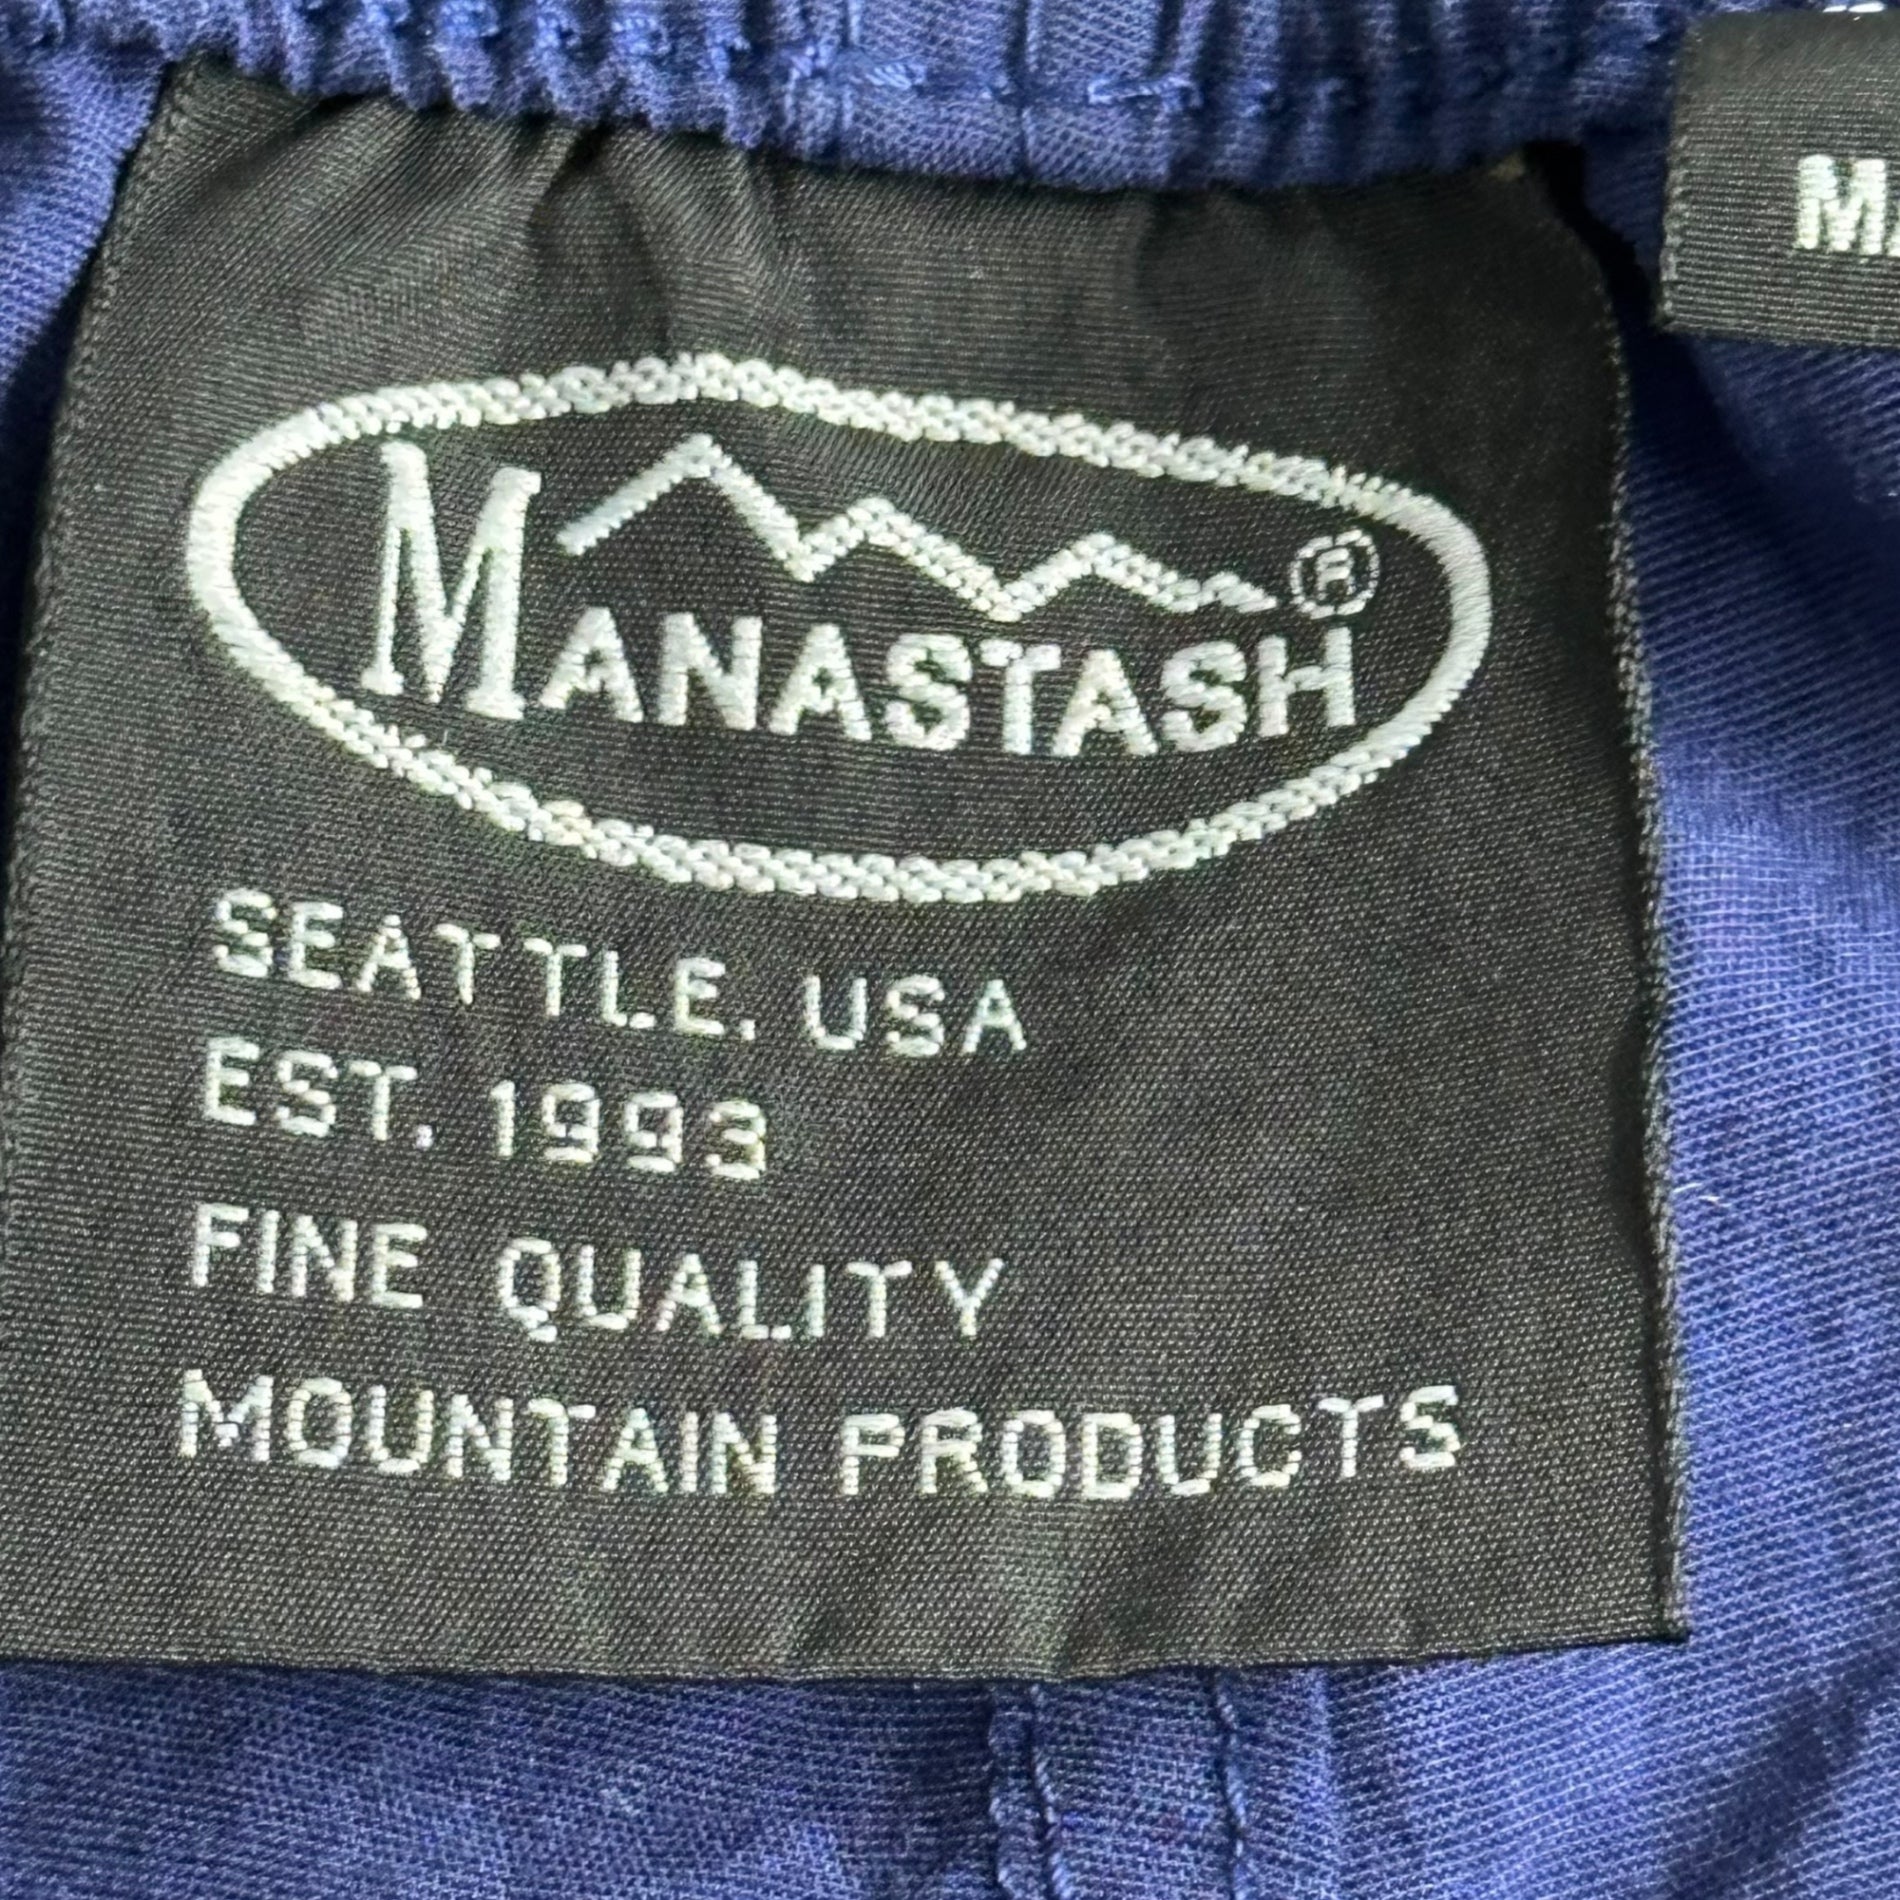 MANASTASH ®
SEATTLE. USA
EST. 1993
FINE QUALITY
MOUNTAIN PRODUCTS